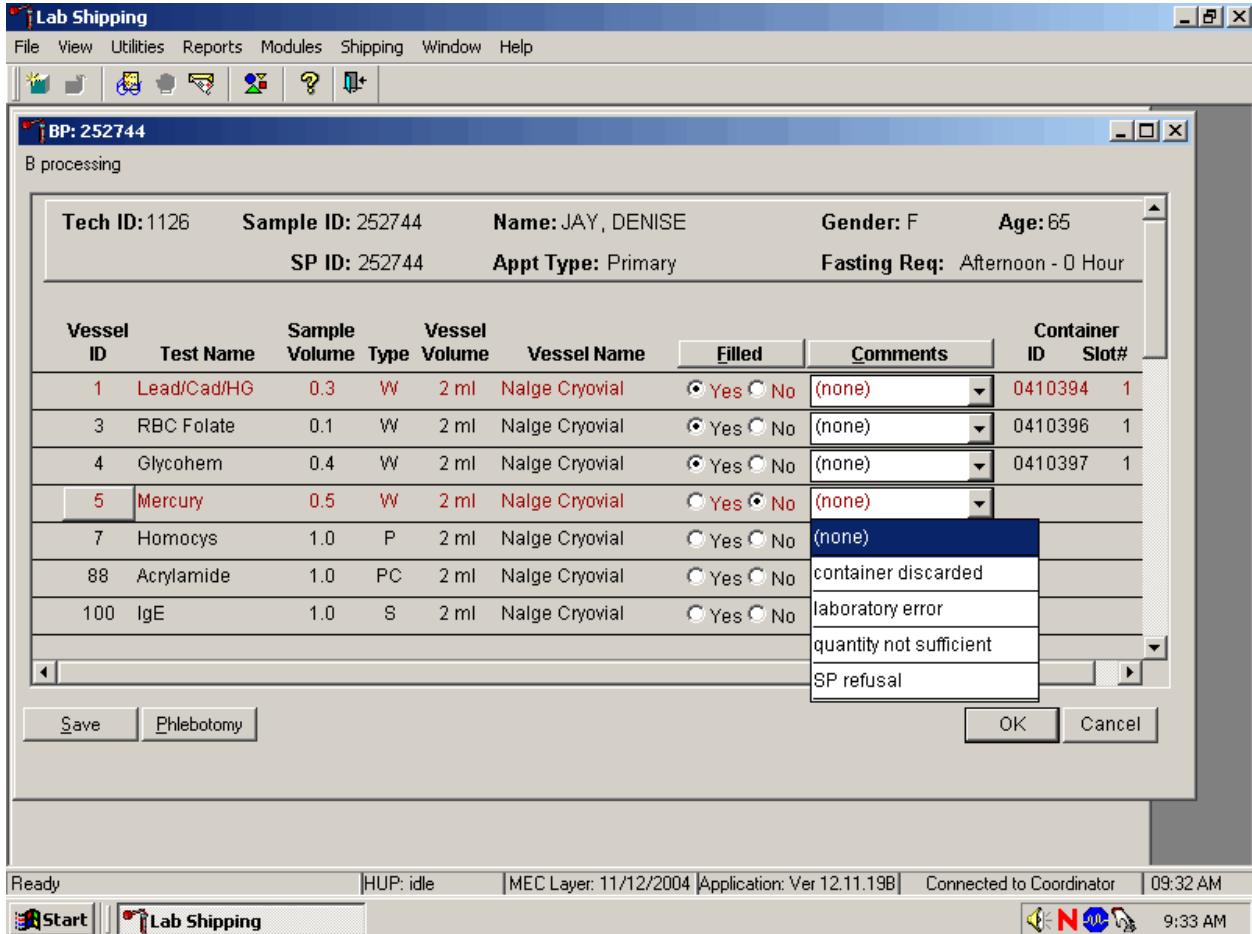 Lab Shipping
File View Utilities Reports Modules Shipping Window Help
BP: 252744
B processing
Tech ID: 1126 Sample ID: 252744 Name: JAY, DENISE Gender: F Age: 65
SP ID: 252744 Appt Type: Primary Fasting Req: Afternoon - 0 Hour
Vessel Sample Vessel Container
ID Test Name Volume Type Volume Vessel Name Filled Comments ID Slot#
1 Lead/Cad/HG 0.3 W 2 ml Nalge Cryovial Yes No (none) 0410394 1
3 RBC Folate 0.1 W 2 ml Nalge Cryovial Yes No (none) 0410396 1
4 Glycohem 0.4 W 2 ml Nalge Cryovial Yes No (none) 0410397 1
5 Mercury 0.5 W 2 ml Nalge Cryovial Yes No (none)
7 Homocys 1.0 P 2 ml Nalge Cryovial Yes No (none)
88 Acrylamide 1.0 PC 2 ml Nalge Cryovial Yes No container discarded
100 IgE 1.0 S 2 ml Nalge Cryovial Yes No laboratory error
quantity not sufficient
SP refusal
Save Phlebotomy OK Cancel
Ready HUP: idle MEC Layer: 11/12/2004 Application: Ver 12.11.19B Connected to Coordinator 09:32 AM
Start Lab Shipping N 9:33 AM